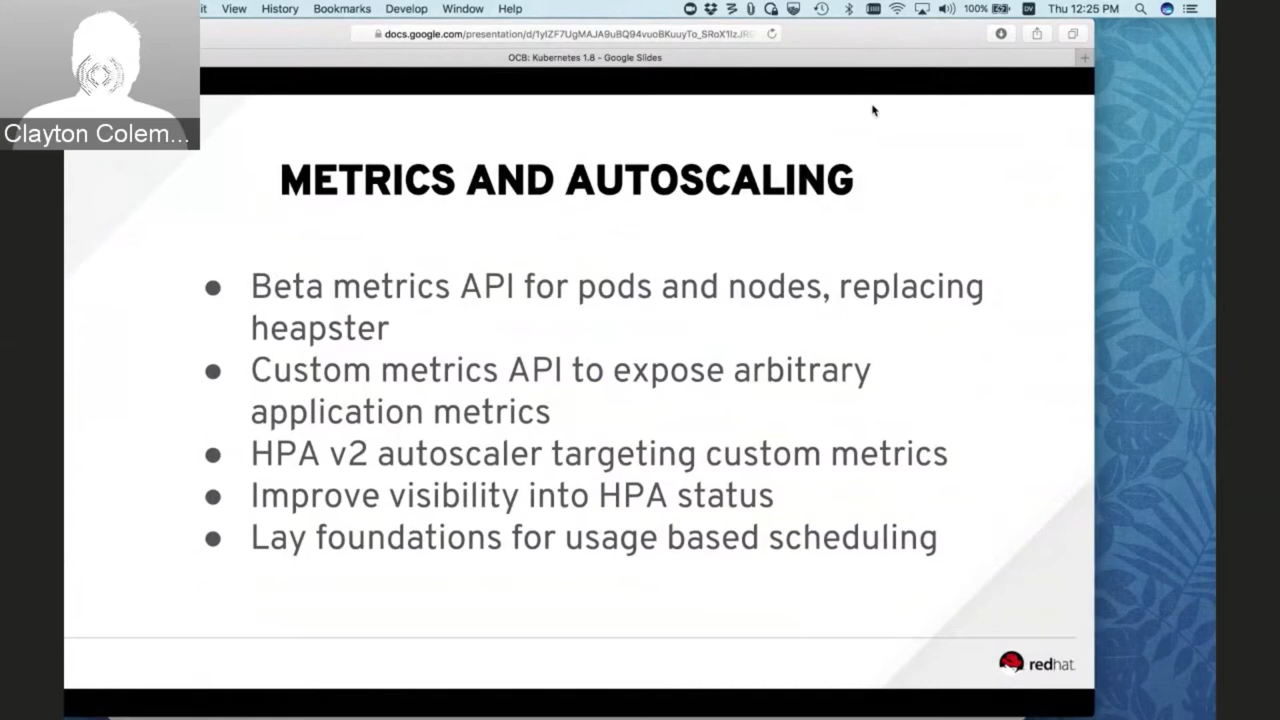 it View History Bookmarks Develop Window Help
100% Thu 12:25 PM
docs.google.com/presentation/d/
OCB: Kubernetes 1.8 - Google Slides
Clayton Colem...
METRICS AND AUTOSCALING
● Beta metrics API for pods and nodes, replacing
heapster
● Custom metrics API to expose arbitrary
application metrics
● HPA v2 autoscaler targeting custom metrics
● Improve visibility into HPA status
● Lay foundations for usage based scheduling
redhat.